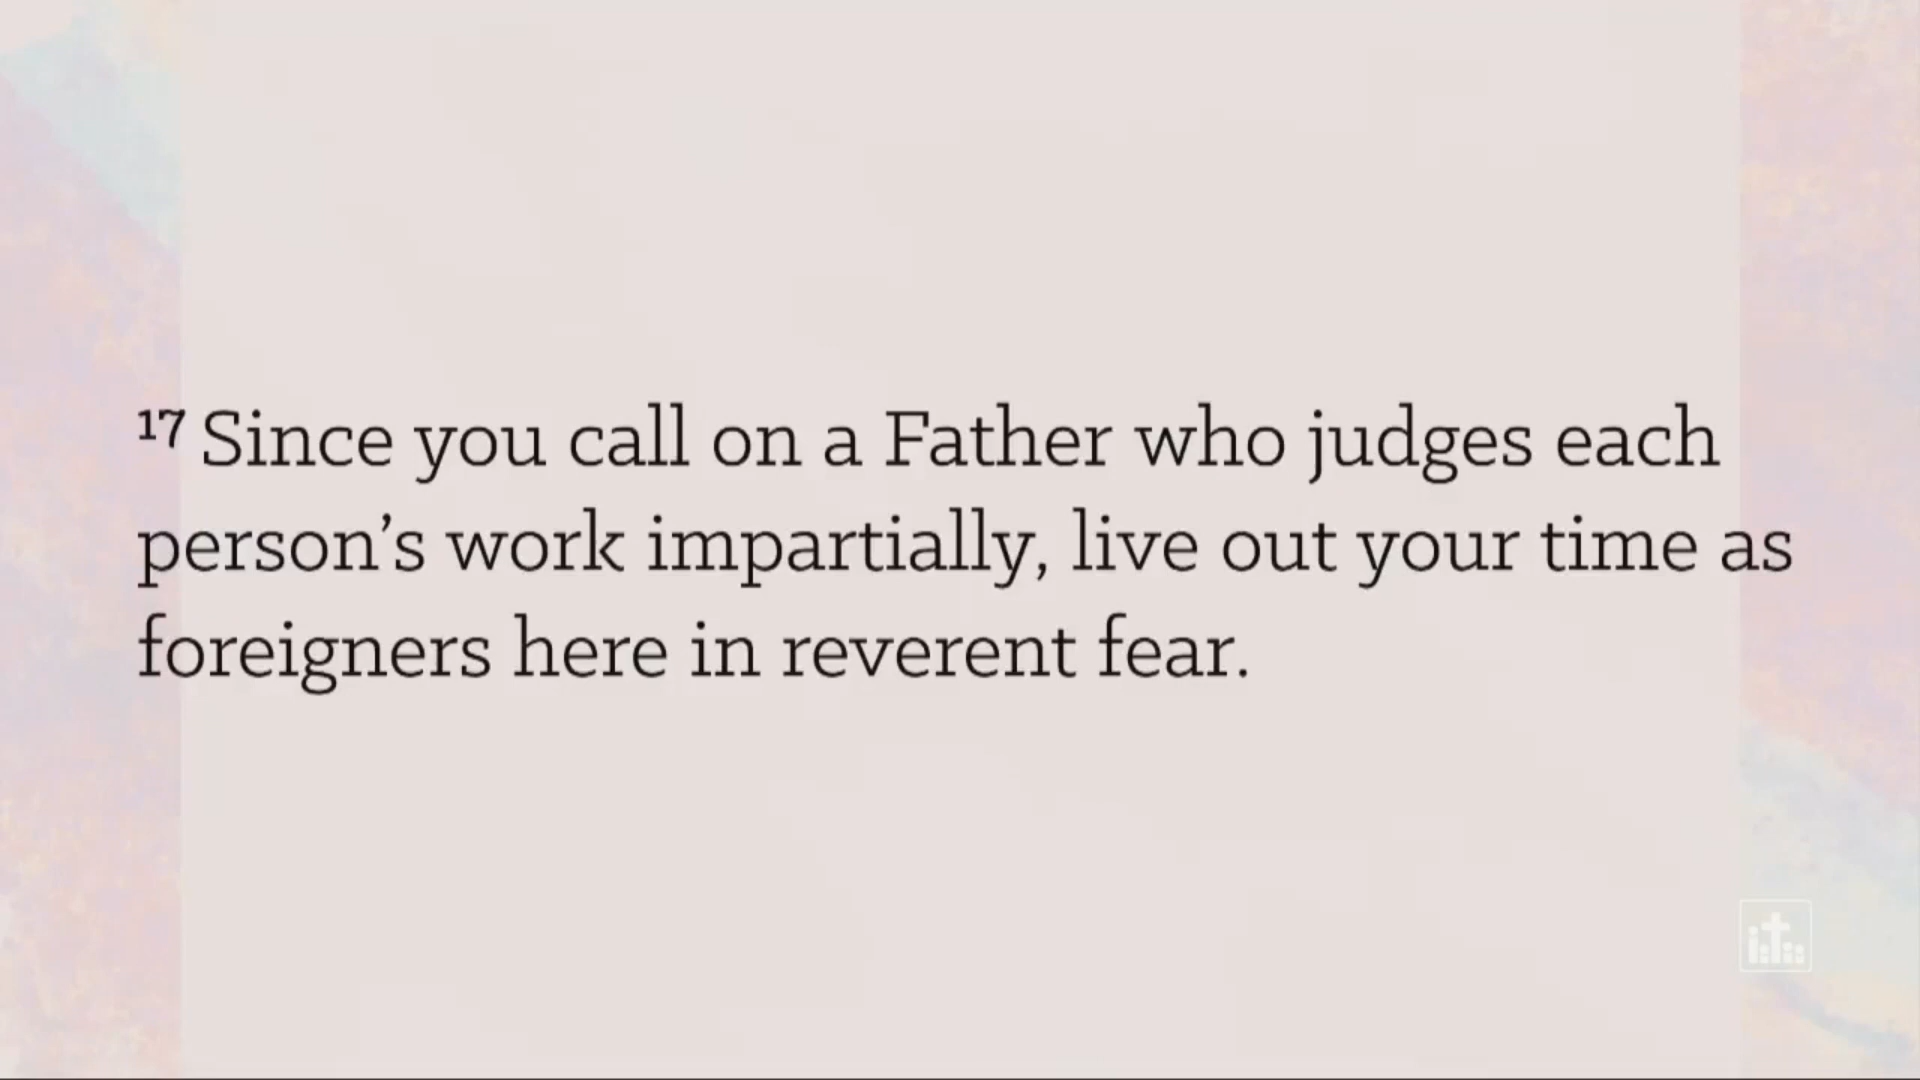 ¹⁷ Since you call on a Father who judges each
person’s work impartially, live out your time as
foreigners here in reverent fear.